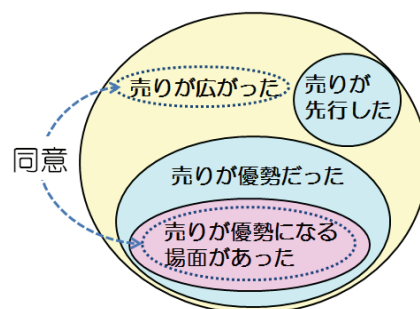 売りが広がった
売りが
先行した
同意
売りが優勢だった
売りが優勢になる
場面があった